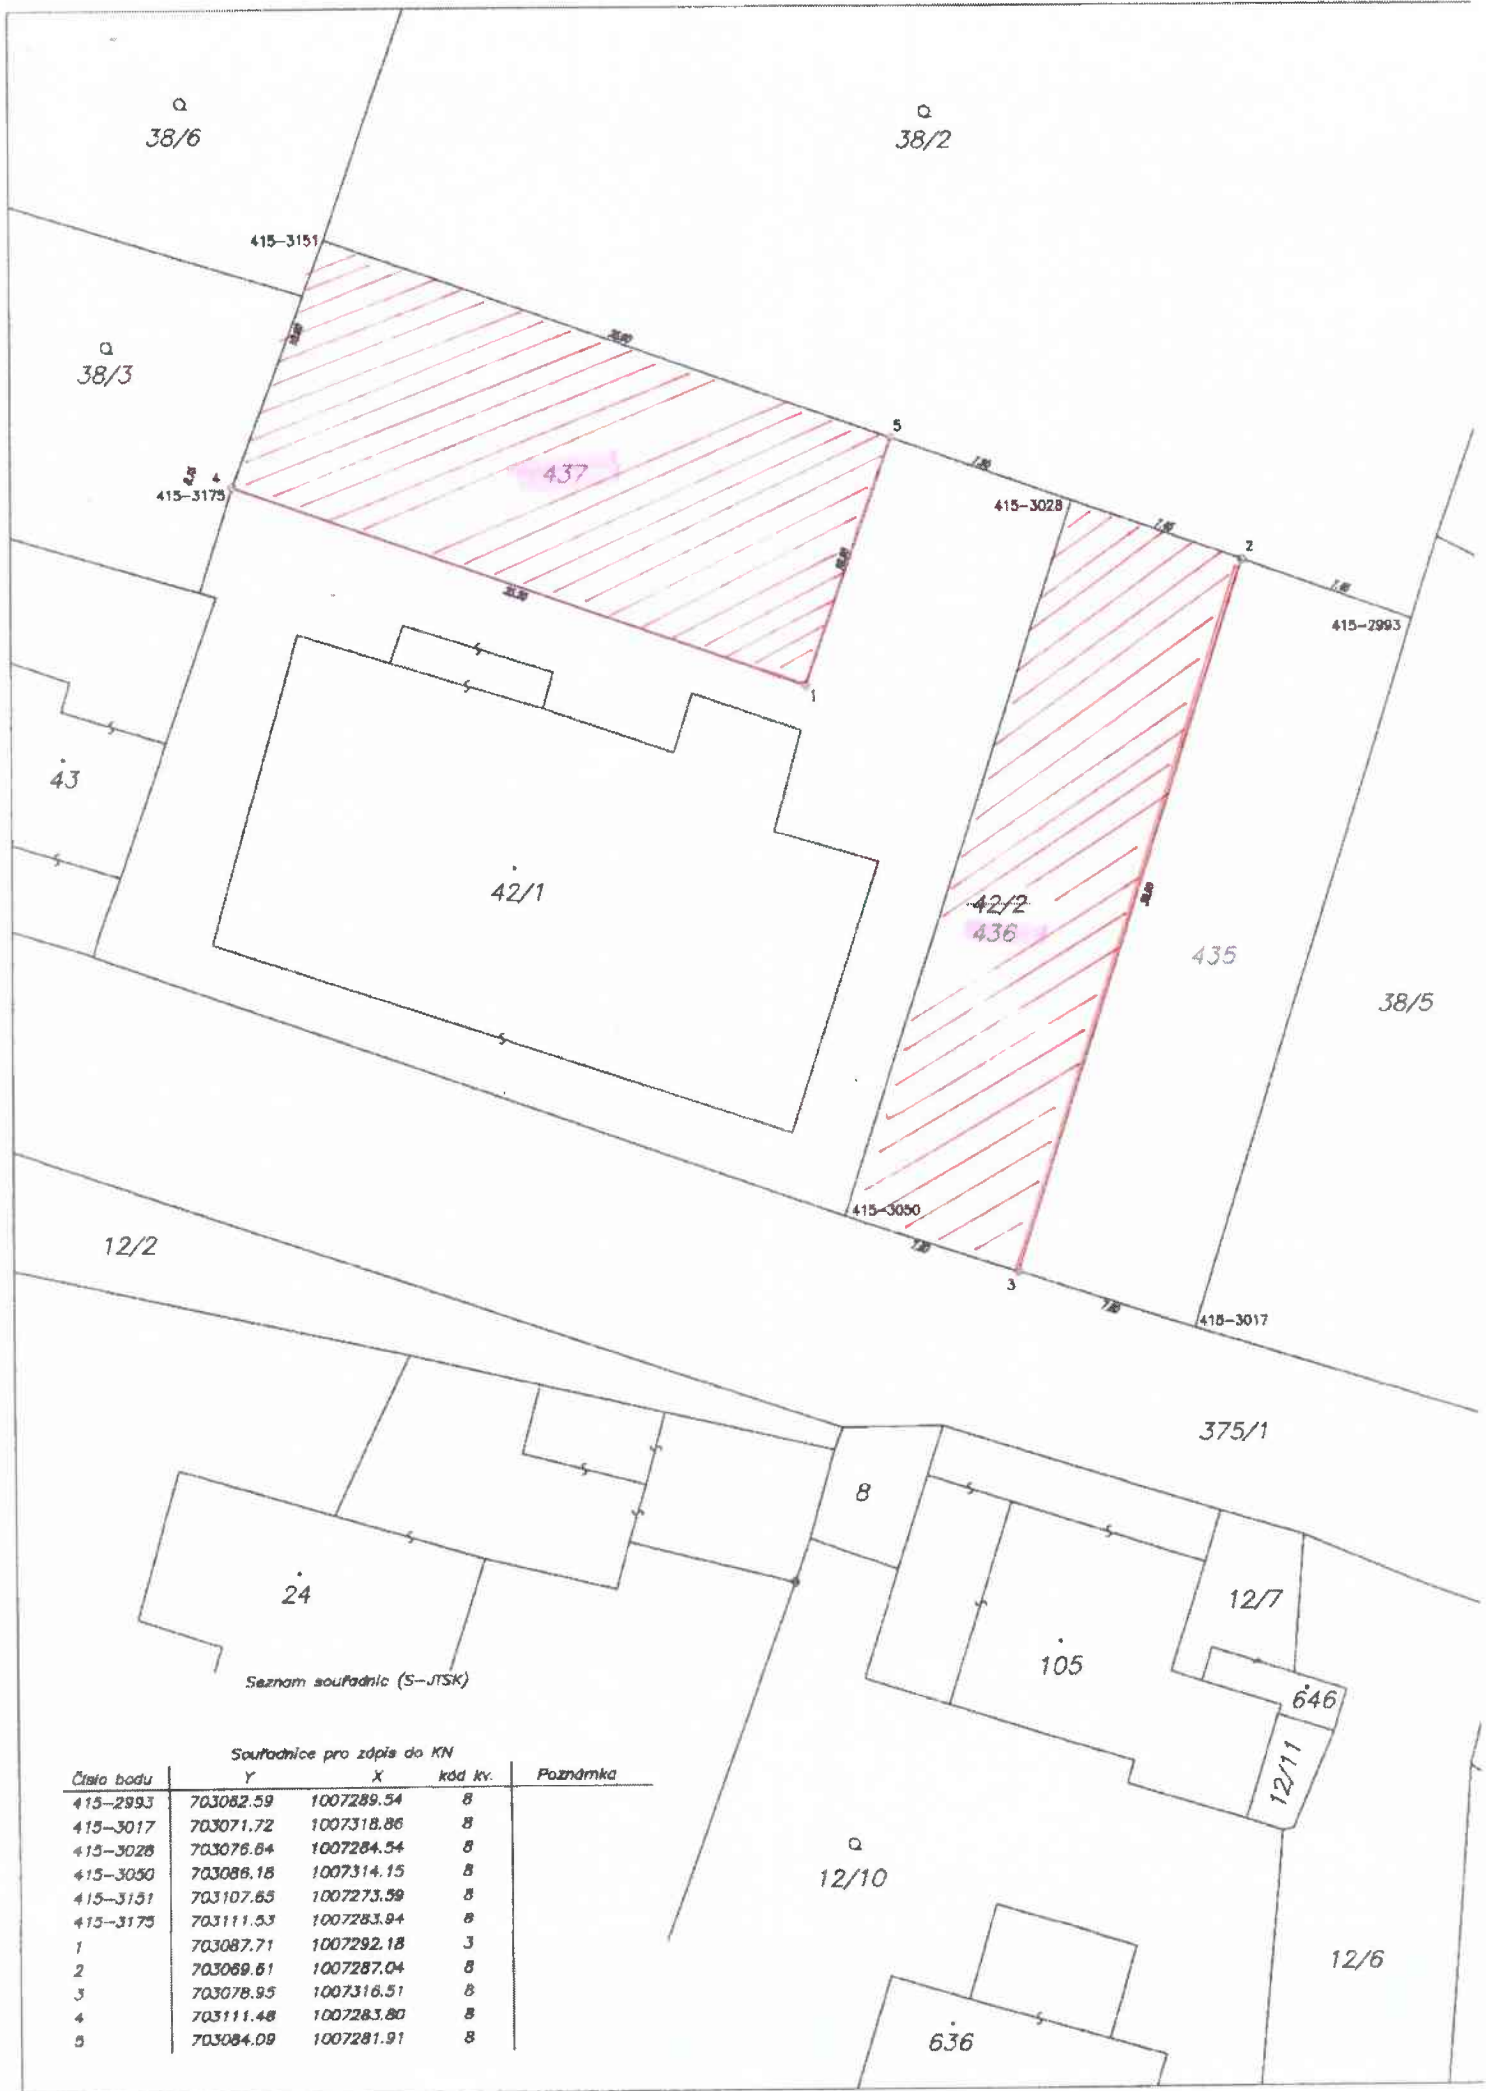 38/6
38/2
415-3151
38/3
5
437
4
415-3175
415-3028
2
415-2993
1
43
42/1
42/2
436
435
38/5
415-3050
3
415-3017
12/2
375/1
8
24
12/7
105
646
12/11
Seznam souřadnic (S-JTSK)
Souřadnice pro zápis do KN
Číslo bodu Y X kód kv. Poznámka
415-2993 703062.59 1007289.54 8
415-3017 703071.72 1007318.86 8
415-3028 703076.64 1007284.54 8
415-3050 703086.18 1007314.15 8
415-3151 703107.65 1007273.59 8
415-3175 703111.53 1007283.94 8
1 703087.71 1007292.18 3
2 703069.61 1007287.04 8
3 703078.95 1007316.51 8
4 703111.48 1007283.80 8
5 703084.09 1007281.91 8
12/10
12/6
636